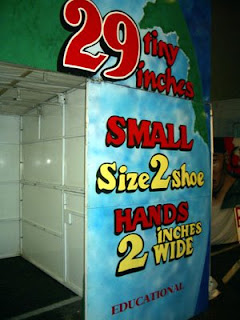 29 tiny
inches
SMALL
Size 2 shoe
HANDS
2 INCHES
WIDE
EDUCATIONAL